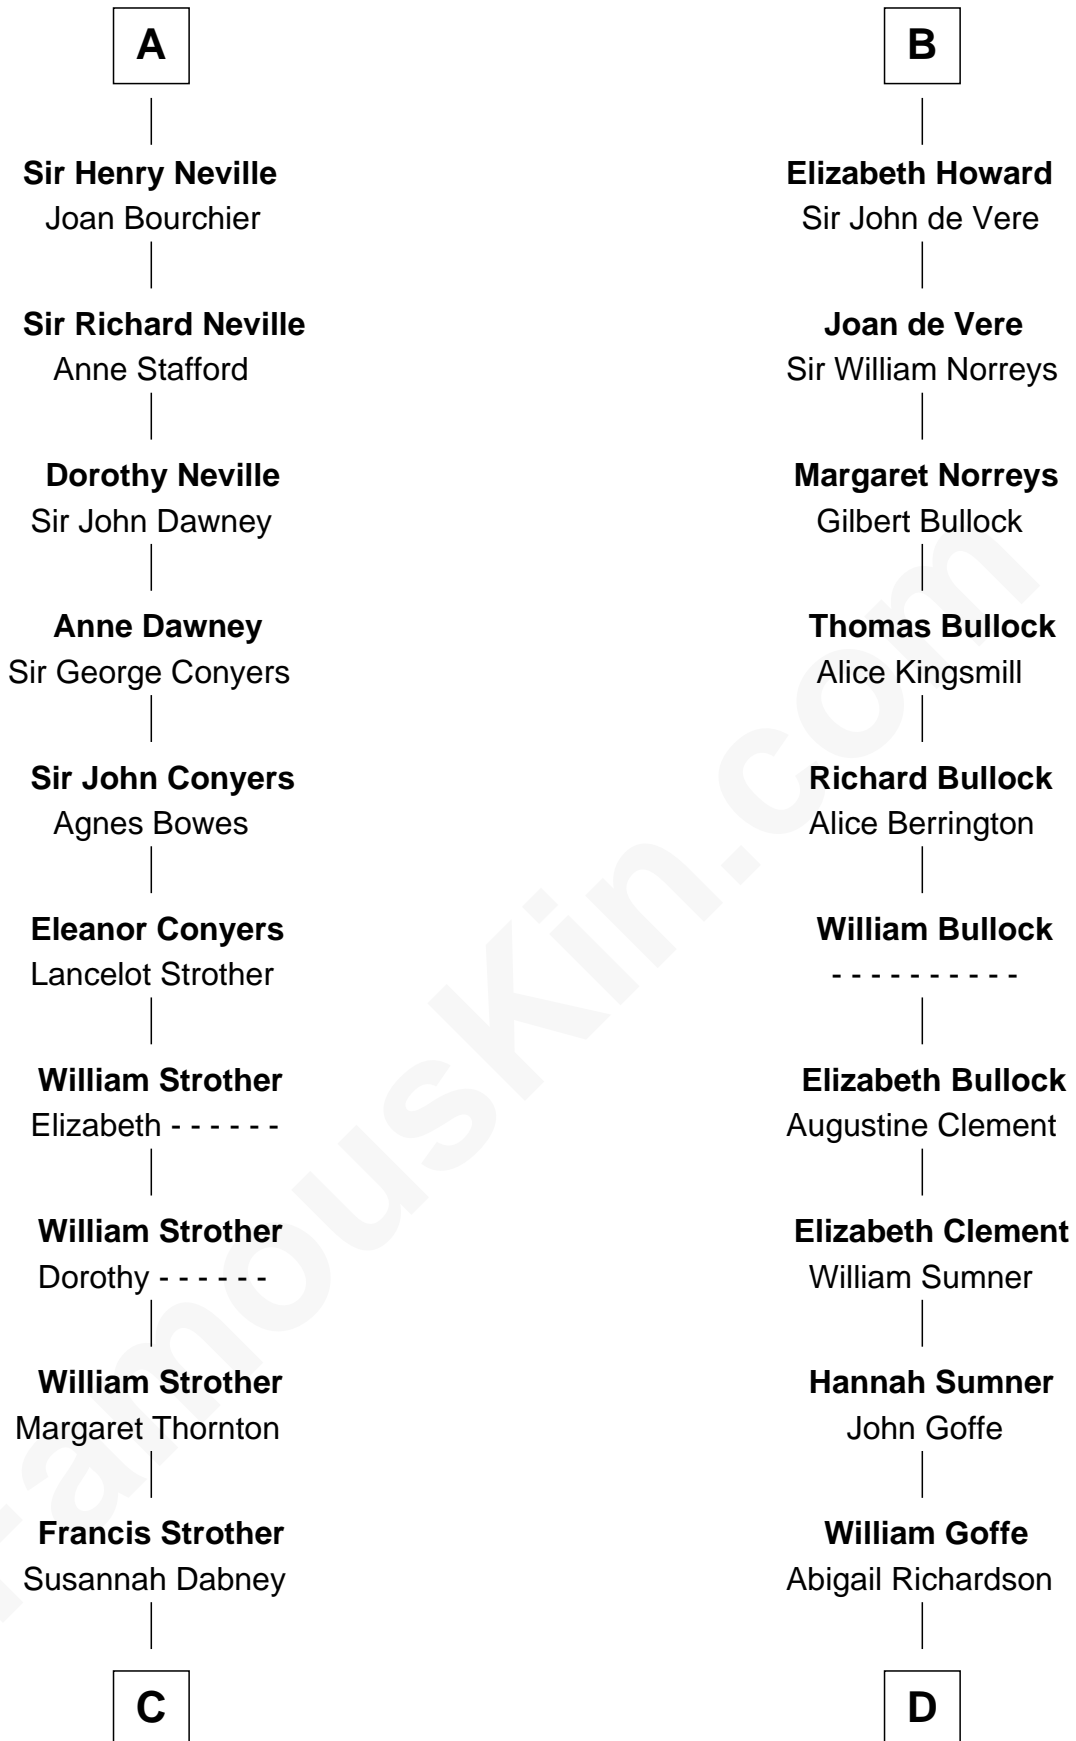 A
Sir Henry Neville
Joan Bourchier
Sir Richard Neville
Anne Stafford
Dorothy Neville
Sir John Dawney
Anne Dawney
Sir George Conyers
Sir John Conyers
Agnes Bowes
Eleanor Conyers
Lancelot Strother
William Strother
Elizabeth - - - - - -
William Strother
Dorothy - - - - - -
William Strother
Margaret Thornton
Francis Strother
Susannah Dabney
C
B
Elizabeth Howard
Sir John de Vere
Joan de Vere
Sir William Norreys
Margaret Norreys
Gilbert Bullock
Thomas Bullock
Alice Kingsmill
Richard Bullock
Alice Berrington
William Bullock
- - - - - - - - - -
Elizabeth Bullock
Augustine Clement
Elizabeth Clement
William Sumner
Hannah Sumner
John Goffe
William Goffe
Abigail Richardson
D
FamousKin.com